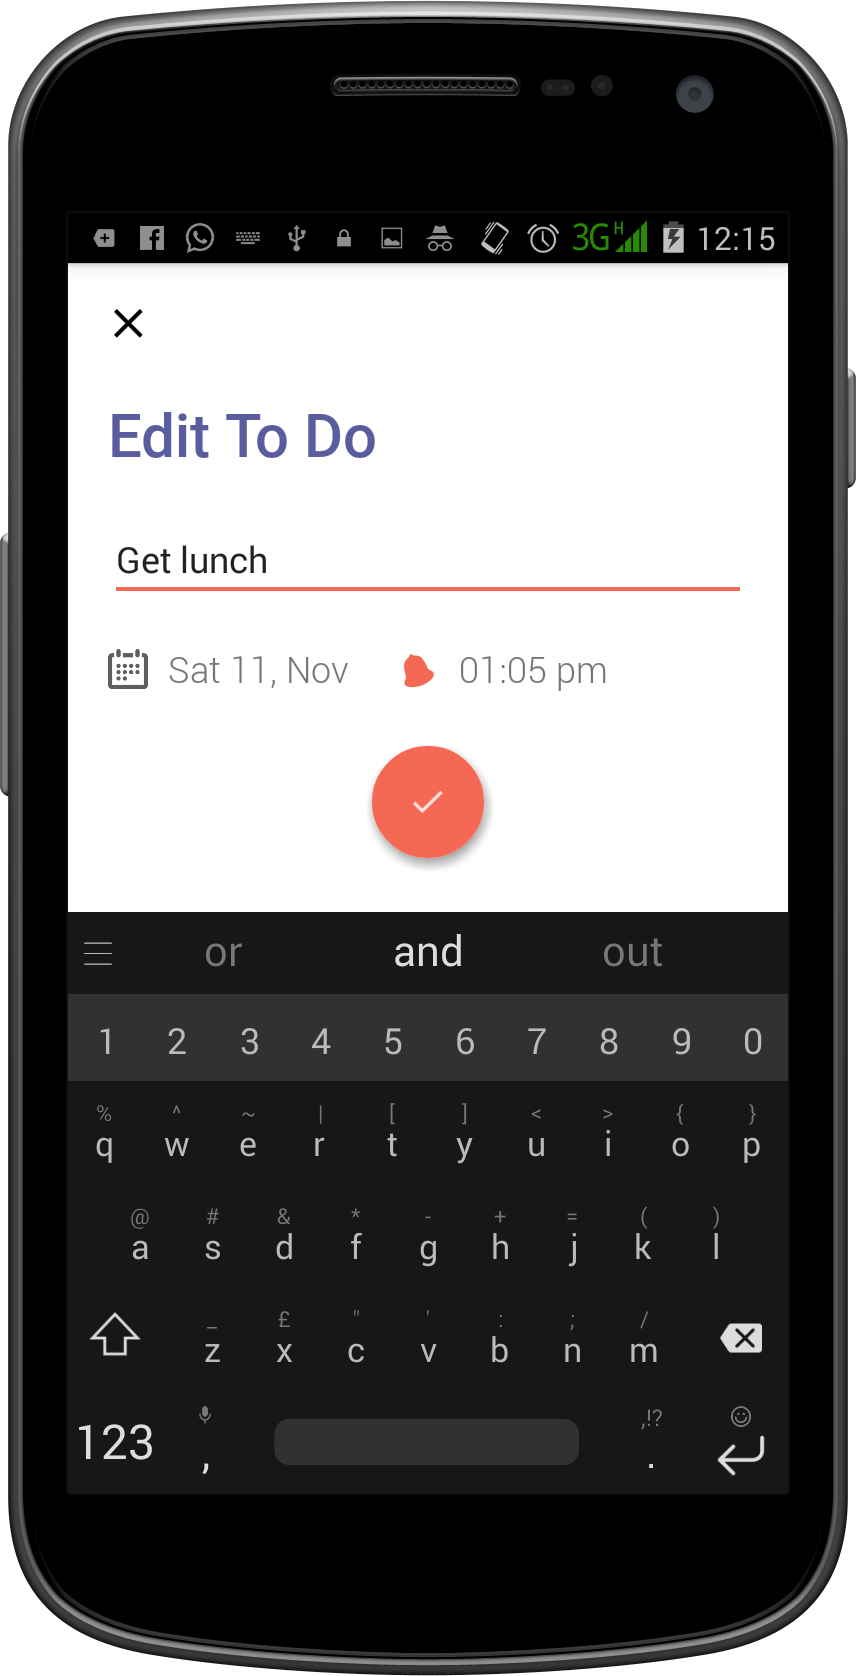 3G H 12:15
Edit To Do
Get lunch
Sat 11, Nov 01:05 pm
or and out
1 2 3 4 5 6 7 8 9 0
% ^ ~ | [ ] < > { }
q w e r t y u i o p
@ # & * - + = ( )
a s d f g h j k l
_ £ " ' : ; /
z x c v b n m
,!?
123 , .